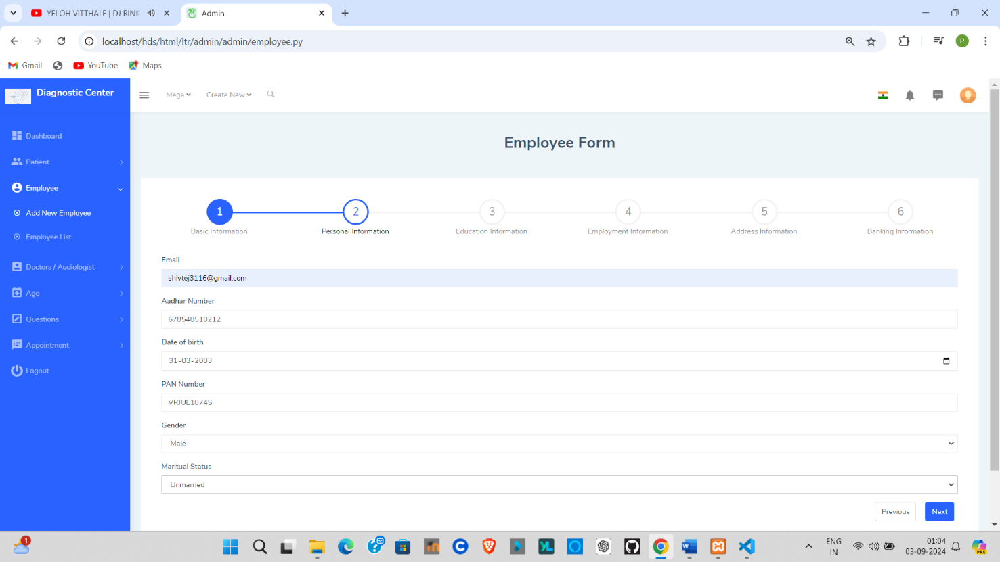 YEI OH VITTHALE | DJ RINK
Admin
localhost/hds/html/ltr/admin/admin/employee.py
P
Gmail
YouTube
Maps
Diagnostic Center
Mega
Create New
Dashboard
Patient
Employee
Add New Employee
Employee List
Doctors / Audiologist
Age
Questions
Appointment
Logout
Employee Form
1
2
3
4
5
6
Basic Information
Personal Information
Education Information
Employment Information
Address Information
Banking Information
Email
shivtej3116@gmail.com
Aadhar Number
678548510212
Date of birth
31-03-2003
PAN Number
VRJUE1074S
Gender
Male
Maritual Status
Unmarried
Previous
Next
1
ENG
IN
01:04
03-09-2024
PRE